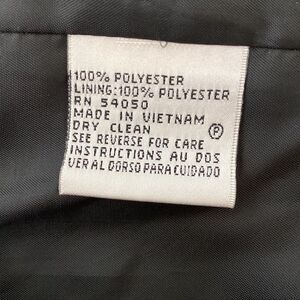 100% POLYESTER
LINING:100% POLYESTER
RN 54050
MADE IN VIETNAM
DRY CLEAN Ⓟ
SEE REVERSE FOR CARE
INSTRUCTIONS AU DOS
VER AL DORSO PARA CUIDADO